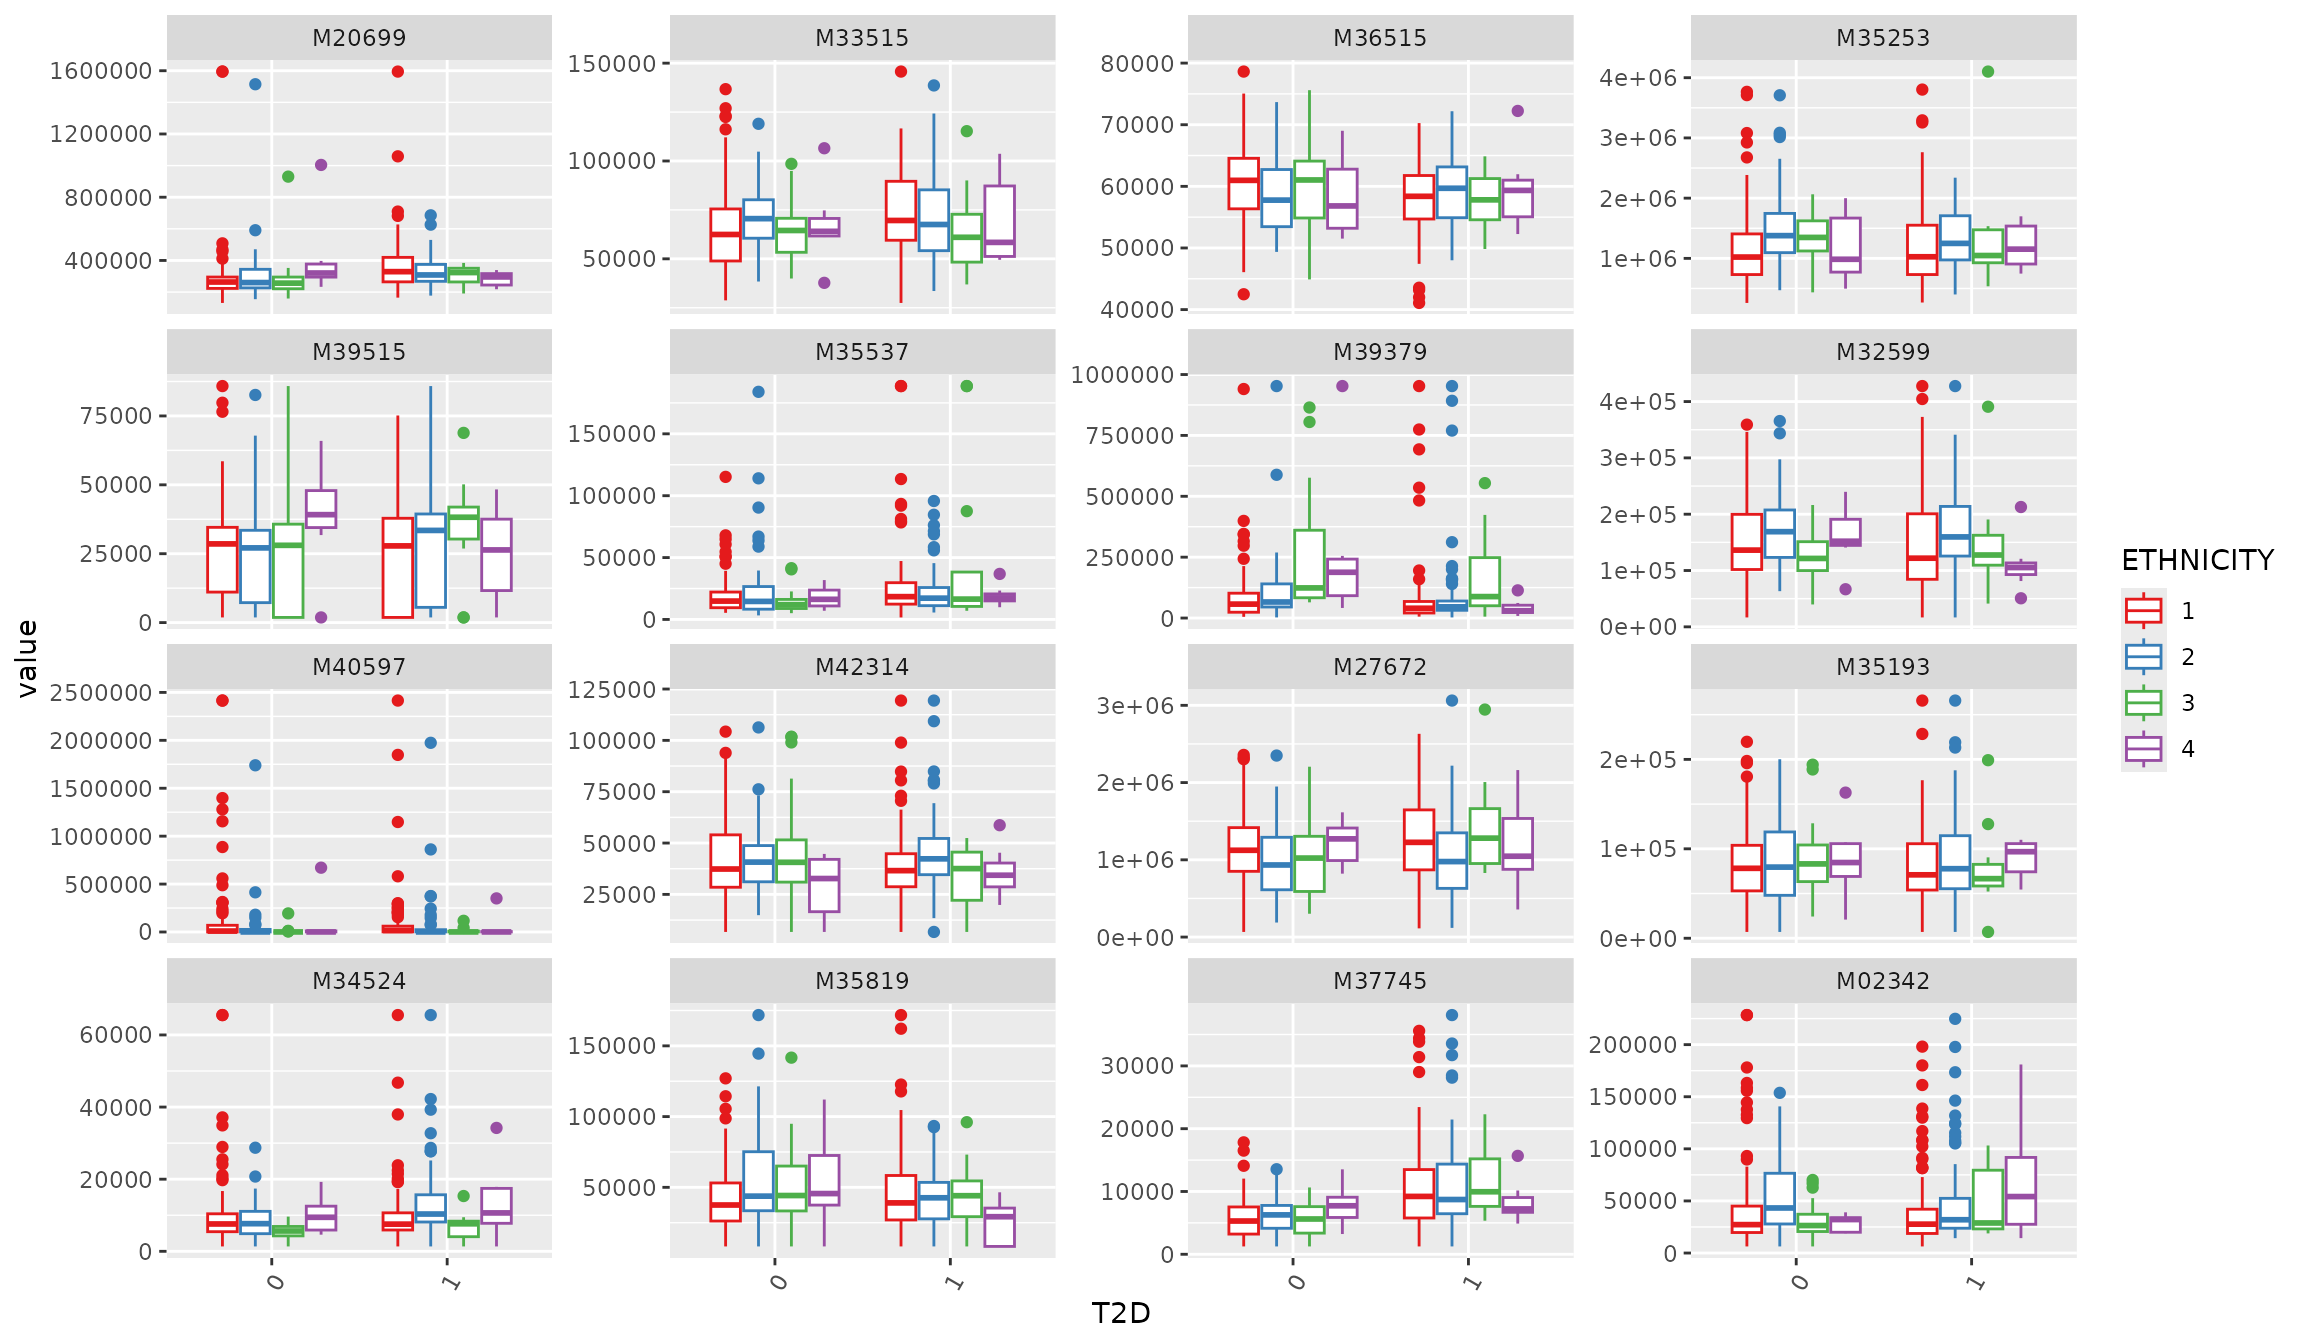 M20699 M33515 M36515 M35253
1600000
1200000
800000
400000
150000
100000
50000
80000
70000
60000
50000
40000
4e+06
3e+06
2e+06
1e+06
M39515 M35537 M39379 M32599
75000
50000
25000
0
150000
100000
50000
0
1000000
750000
500000
250000
0
4e+05
3e+05
2e+05
1e+05
0e+00
M40597 M42314 M27672 M35193
2500000
2000000
1500000
1000000
500000
0
125000
100000
75000
50000
25000
3e+06
2e+06
1e+06
0e+00
2e+05
1e+05
0e+00
M34524 M35819 M37745 M02342
60000
40000
20000
0
150000
100000
50000
30000
20000
10000
0
200000
150000
100000
50000
0
0 1 0 1 0 1 0 1
T2D
value
ETHNICITY
1
2
3
4